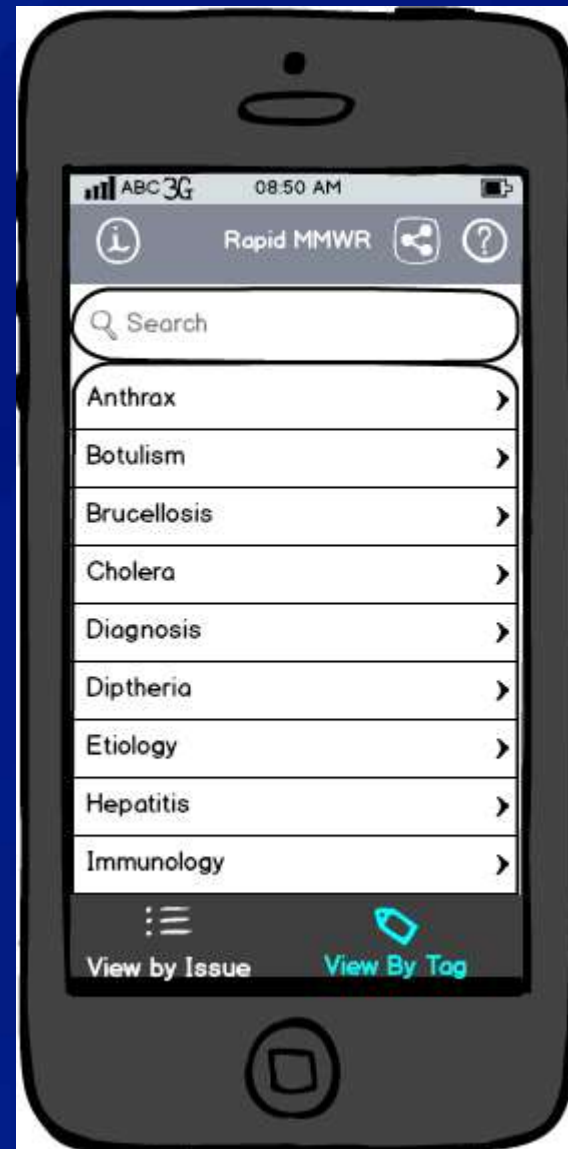 ABC 3G 08:50 AM
i Rapid MMWR ?
Search
Anthrax
Botulism
Brucellosis
Cholera
Diagnosis
Diptheria
Etiology
Hepatitis
Immunology
View by Issue View By Tag